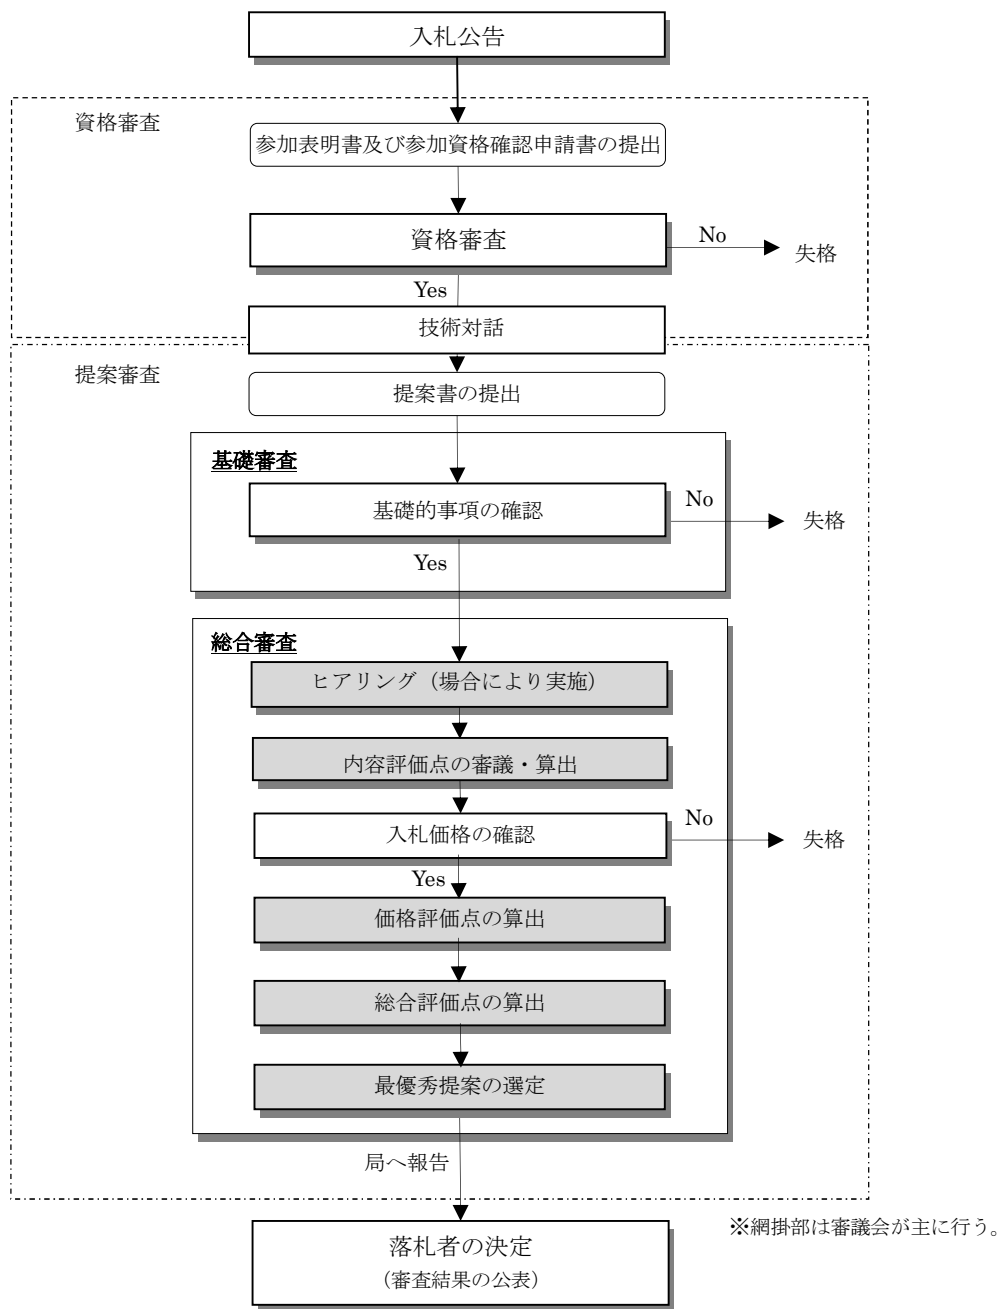 入札公告
資格審査
参加表明書及び参加資格確認申請書の提出
資格審査
No
失格
Yes
技術対話
提案審査
提案書の提出
基礎審査
基礎的事項の確認
No
失格
Yes
総合審査
ヒアリング（場合により実施）
内容評価点の審議・算出
入札価格の確認
No
失格
Yes
価格評価点の算出
総合評価点の算出
最優秀提案の選定
局へ報告
落札者の決定
（審査結果の公表）
※網掛部は審議会が主に行う。